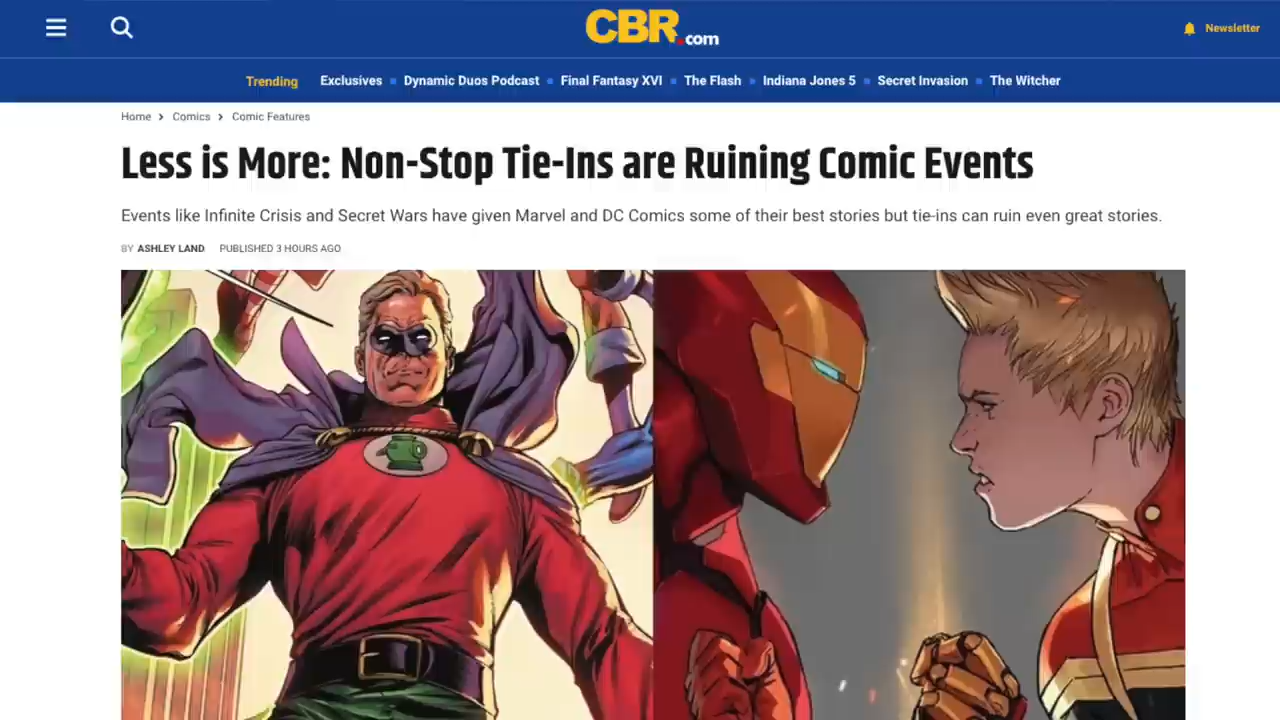 CBR.com
Newsletter
Trending Exclusives Dynamic Duos Podcast Final Fantasy XVI The Flash Indiana Jones 5 Secret Invasion The Witcher
Home > Comics > Comic Features
Less is More: Non-Stop Tie-Ins are Ruining Comic Events
Events like Infinite Crisis and Secret Wars have given Marvel and DC Comics some of their best stories but tie-ins can ruin even great stories.
BY ASHLEY LAND PUBLISHED 3 HOURS AGO